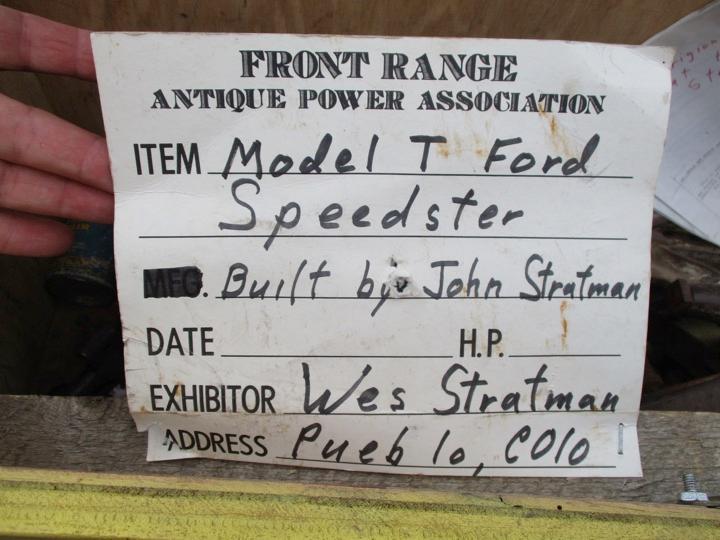 FRONT RANGE
ANTIQUE POWER ASSOCIATION
ITEM Model T Ford
Speedster
MFG. Built by John Stratman
DATE H.P.
EXHIBITOR Wes Stratman
ADDRESS Pueblo, COlo